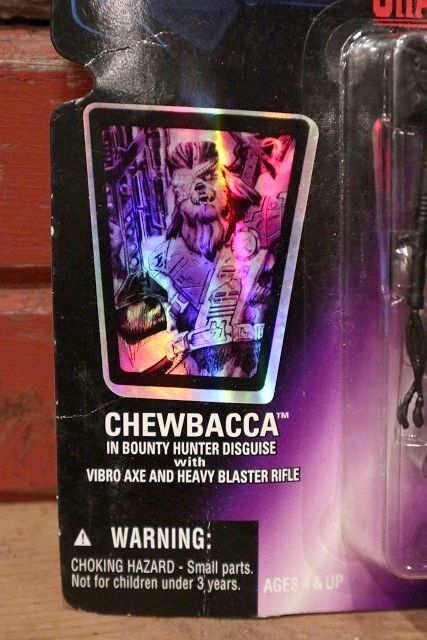 CHEWBACCA™
IN BOUNTY HUNTER DISGUISE
with
VIBRO AXE AND HEAVY BLASTER RIFLE
WARNING:
CHOKING HAZARD - Small parts.
Not for children under 3 years.
AGES 4 & UP